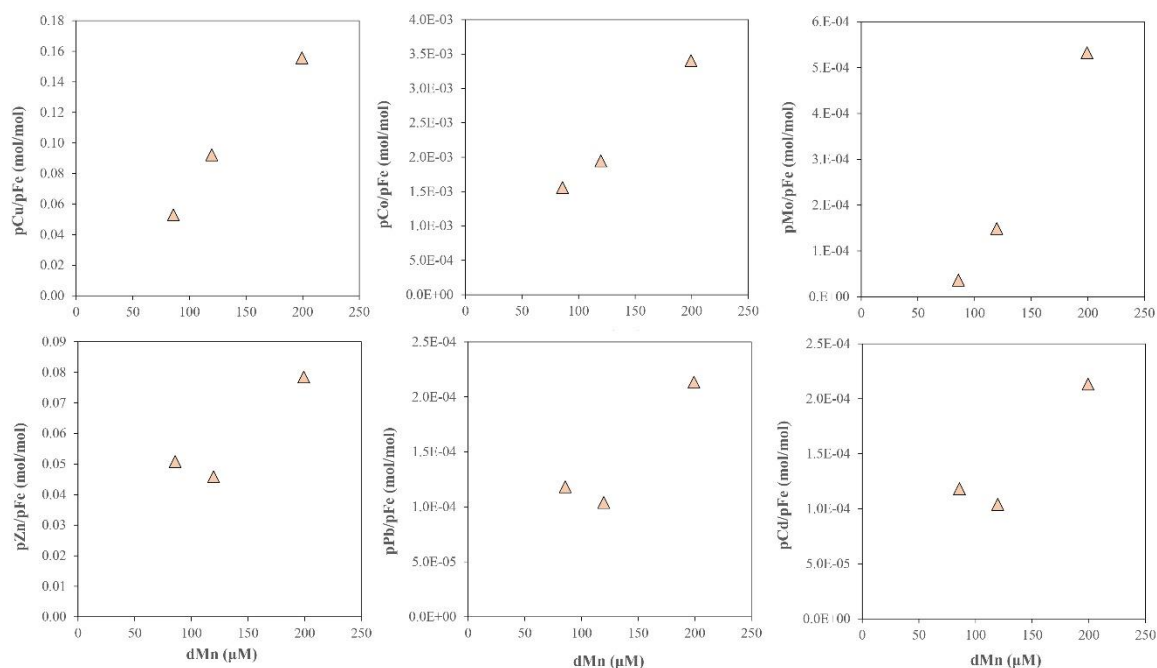 0.18
0.16
0.14
0.12
0.10
0.08
0.06
0.04
0.02
0.00
0 50 100 150 200 250
pCu/pFe (mol/mol)
4.0E-03
3.5E-03
3.0E-03
2.5E-03
2.0E-03
1.5E-03
1.0E-03
5.0E-04
0.0E+00
0 50 100 150 200 250
pCo/pFe (mol/mol)
6.E-04
5.E-04
4.E-04
3.E-04
2.E-04
1.E-04
0.E+00
0 50 100 150 200 250
pMo/pFe (mol/mol)
0.09
0.08
0.07
0.06
0.05
0.04
0.03
0.02
0.01
0.00
0 50 100 150 200 250
pZn/pFe (mol/mol)
dMn (µM)
2.5E-04
2.0E-04
1.5E-04
1.0E-04
5.0E-05
0.0E+00
0 50 100 150 200 250
pPb/pFe (mol/mol)
dMn (µM)
2.5E-04
2.0E-04
1.5E-04
1.0E-04
5.0E-05
0.0E+00
0 50 100 150 200 250
pCd/pFe (mol/mol)
dMn (µM)